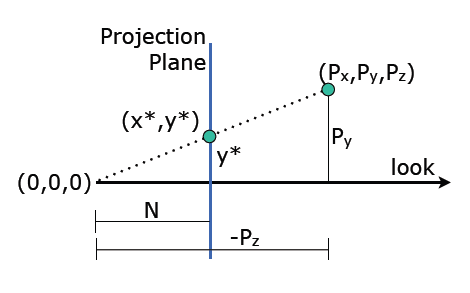 Projection
Plane
(Px,Py,Pz)
(x*,y*)
y*
Py
look
(0,0,0)
N
-Pz